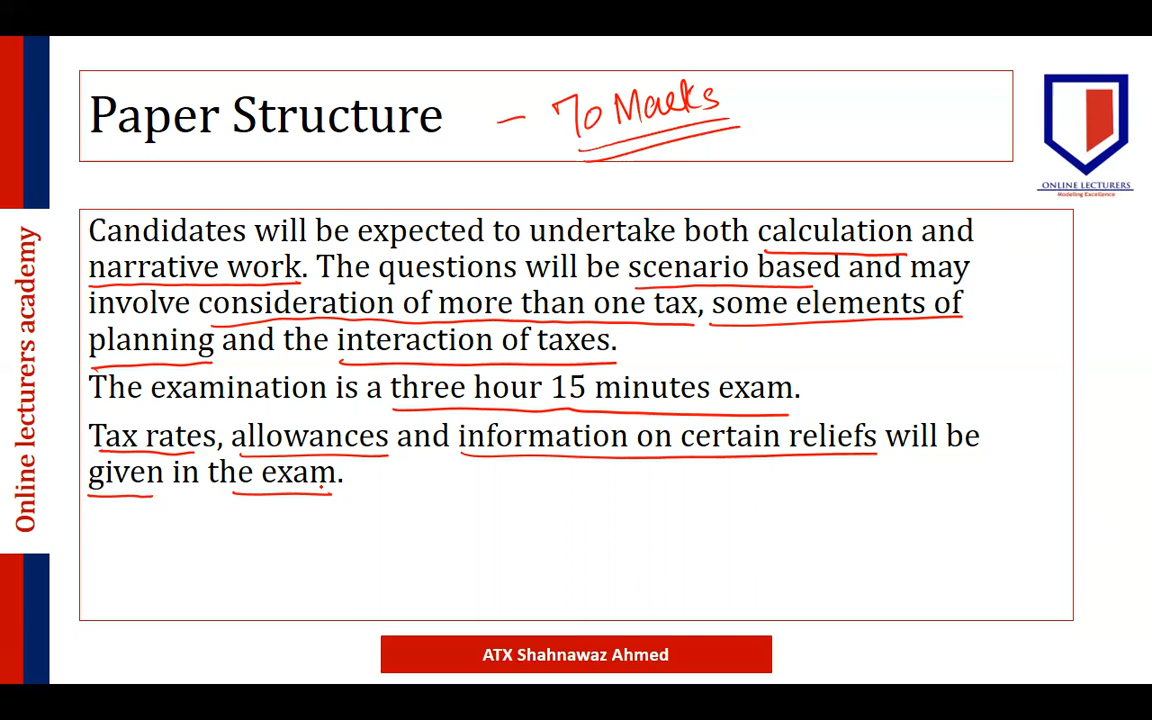 Paper Structure - 70 Marks
ONLINE LECTURERS
Modeling Excellence
Candidates will be expected to undertake both calculation and
narrative work. The questions will be scenario based and may
involve consideration of more than one tax, some elements of
planning and the interaction of taxes.
The examination is a three hour 15 minutes exam.
Tax rates, allowances and information on certain reliefs will be
given in the exam.
Online lecturers academy
ATX Shahnawaz Ahmed